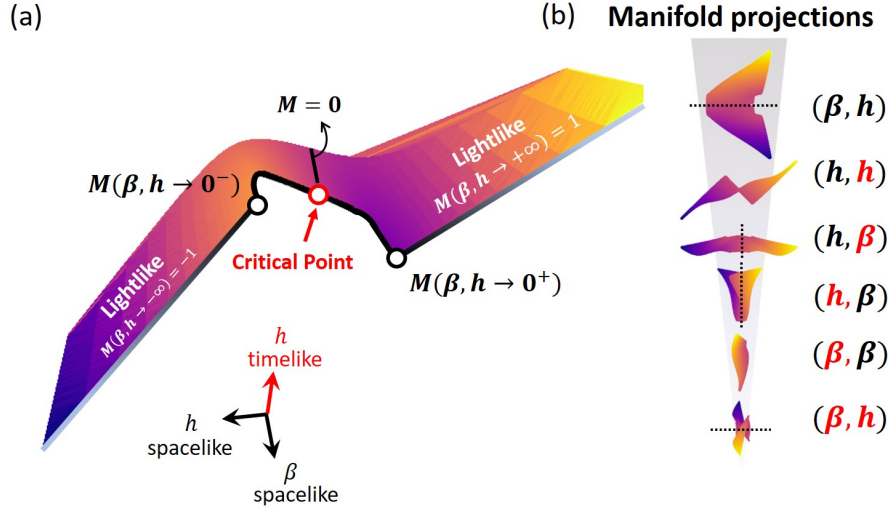 (a)
M = 0
M(β, h → 0⁻)
Critical Point
M(β, h → 0⁺)
Lightlike
M(β, h → −∞) = −1
Lightlike
M(β, h → +∞) = 1
h
timelike
h
spacelike
β
spacelike
(b) Manifold projections
(β, h)
(h, h)
(h, β)
(h, β)
(β, β)
(β, h)